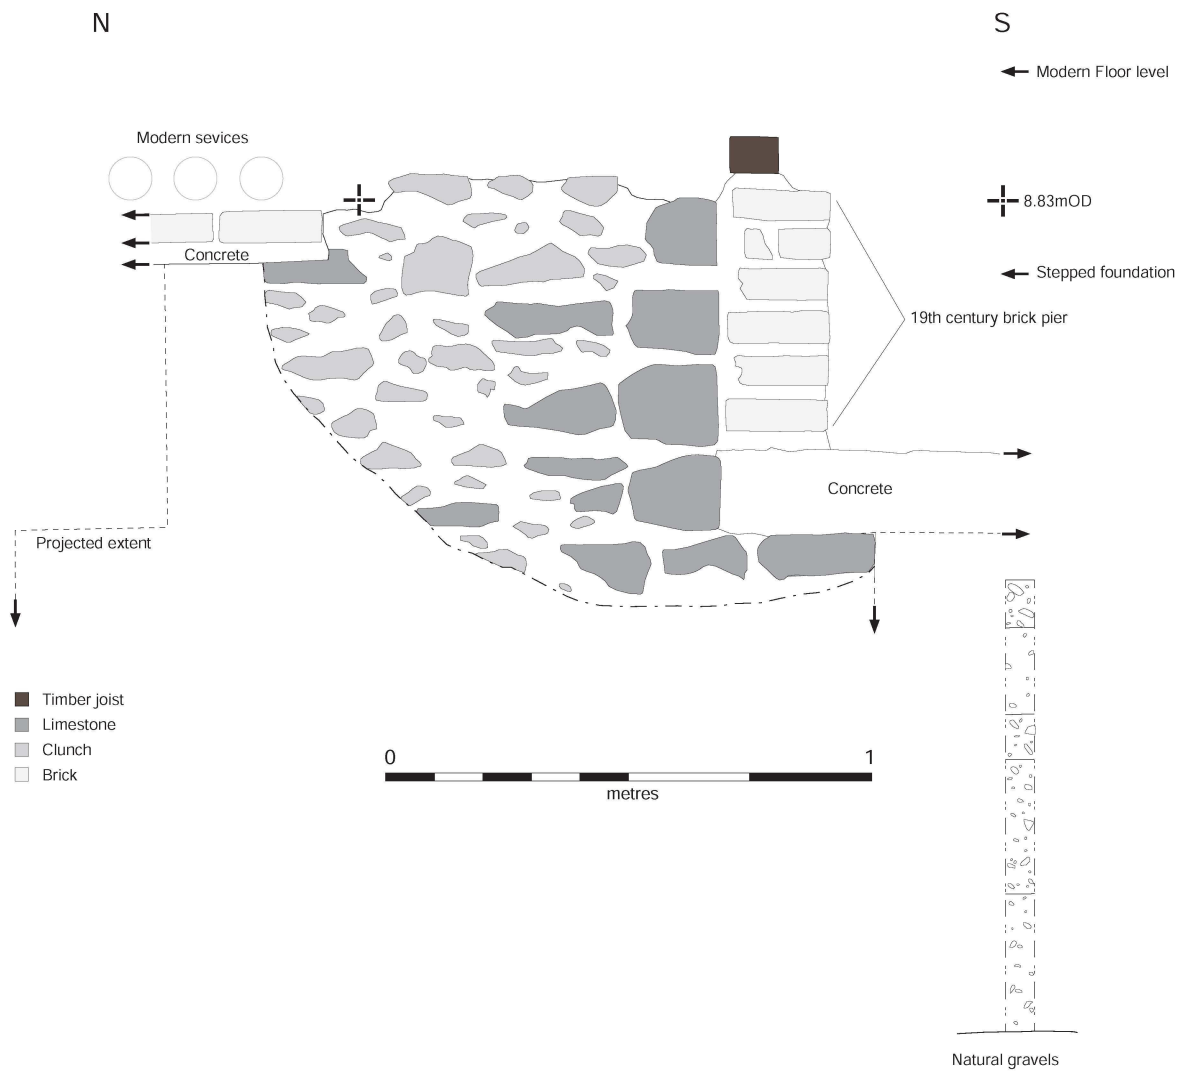 N
S
Modern Floor level
Modern sevices
8.83mOD
Concrete
Stepped foundation
19th century brick pier
Concrete
Projected extent
Timber joist
Limestone
Clunch
Brick
0 1
metres
Natural gravels